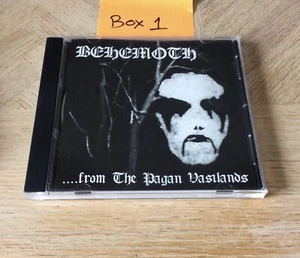 Box 1
BEHEMOTH
....from The Pagan Vastlands